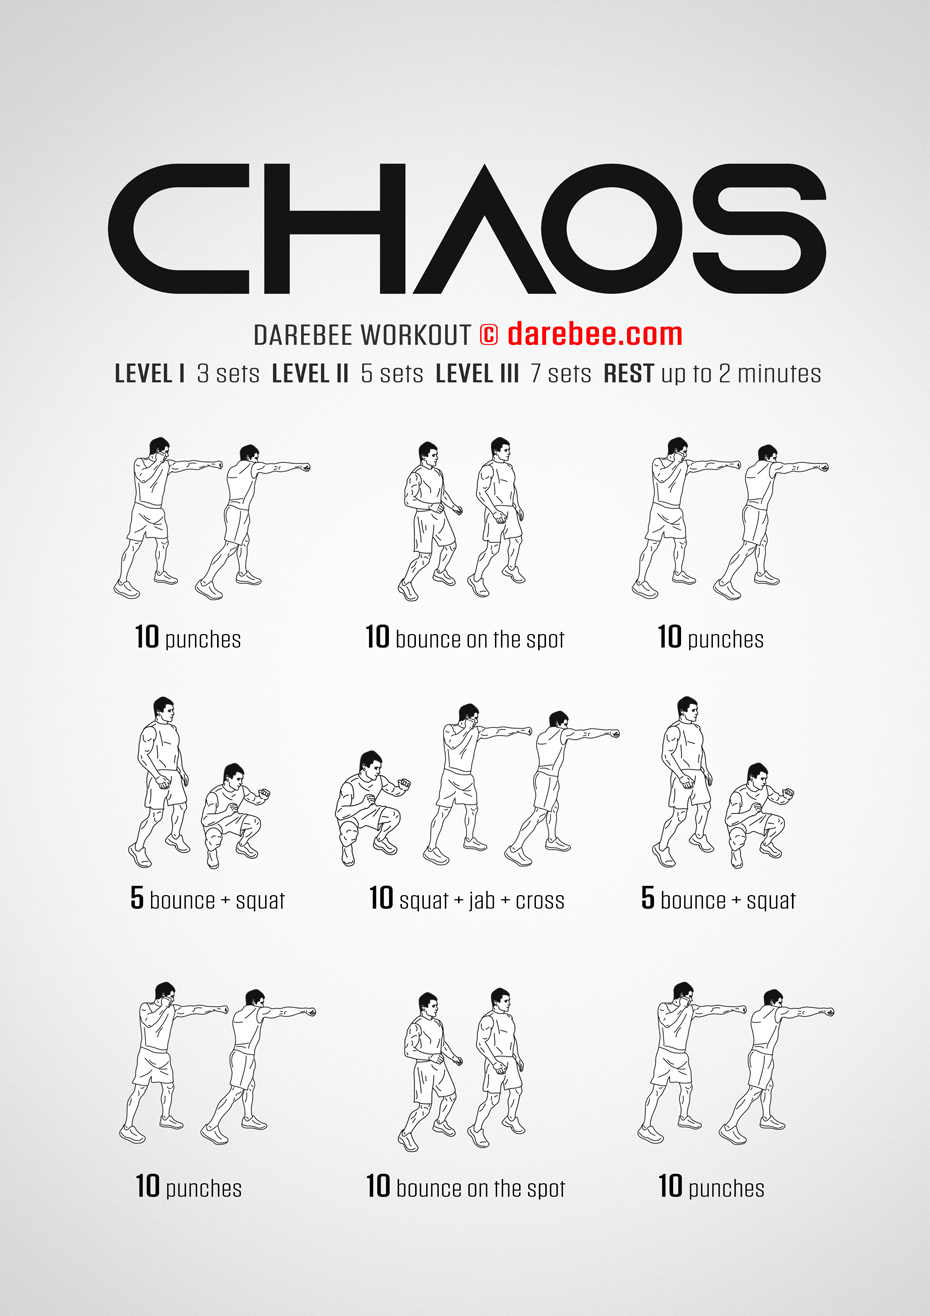 CHAOS
DAREBEE WORKOUT © darebee.com
LEVEL I 3 sets LEVEL II 5 sets LEVEL III 7 sets REST up to 2 minutes
10 punches
10 bounce on the spot
10 punches
5 bounce + squat
10 squat + jab + cross
5 bounce + squat
10 punches
10 bounce on the spot
10 punches